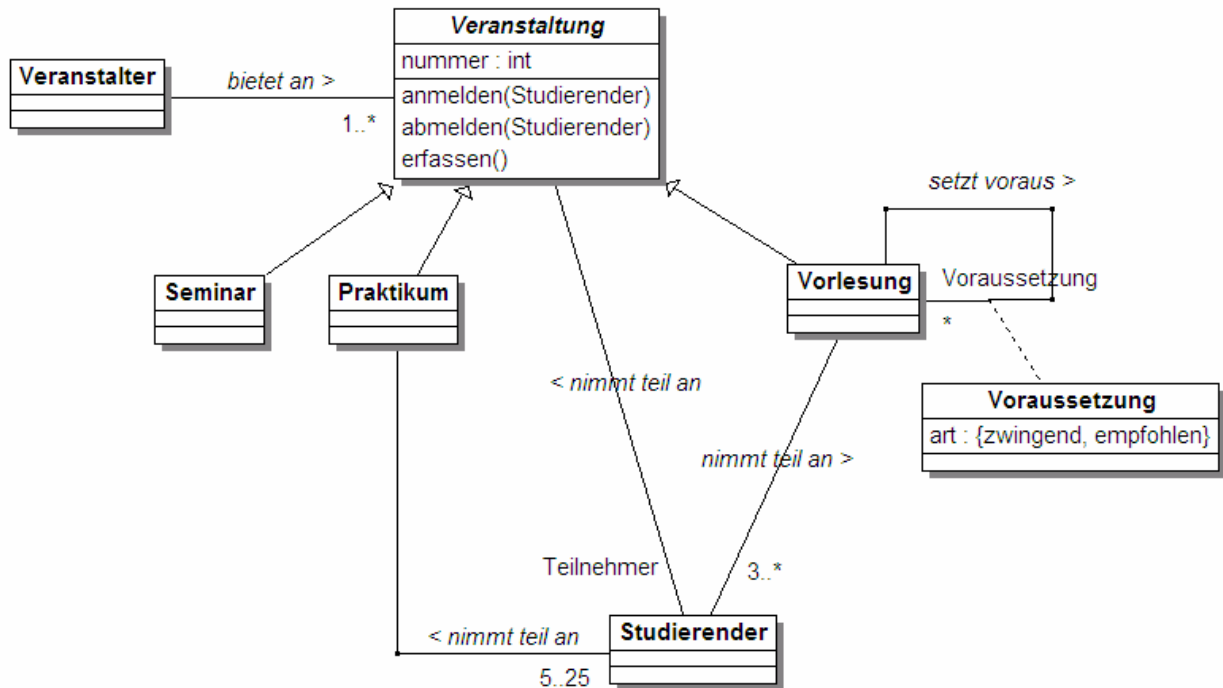 Veranstaltung
nummer : int
anmelden(Studierender)
abmelden(Studierender)
erfassen()
Veranstalter
bietet an >
1..*
setzt voraus >
Seminar
Praktikum
Vorlesung
Voraussetzung
*
< nimmt teil an
Voraussetzung
art : {zwingend, empfohlen}
nimmt teil an >
Teilnehmer
3..*
Studierender
< nimmt teil an
5..25